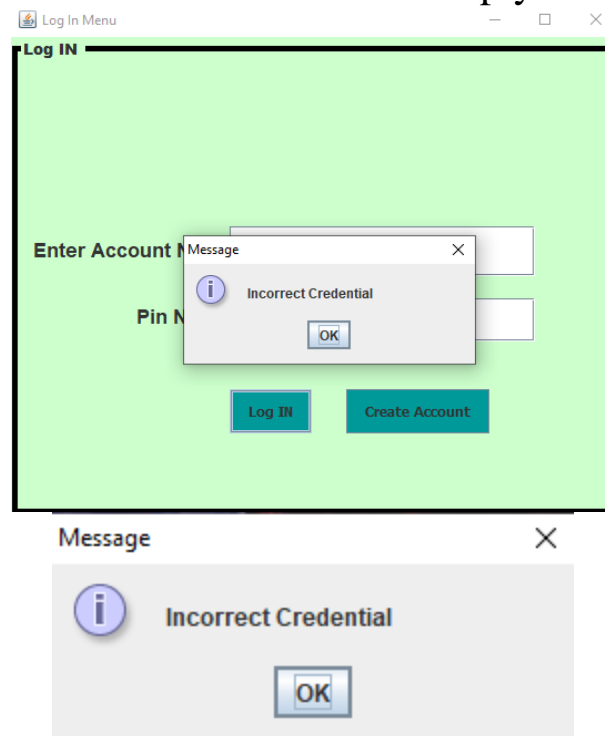 Log In Menu
Log IN
Enter Account
Message
Incorrect Credential
Pin
OK
Log IN
Create Account
Message
Incorrect Credential
OK